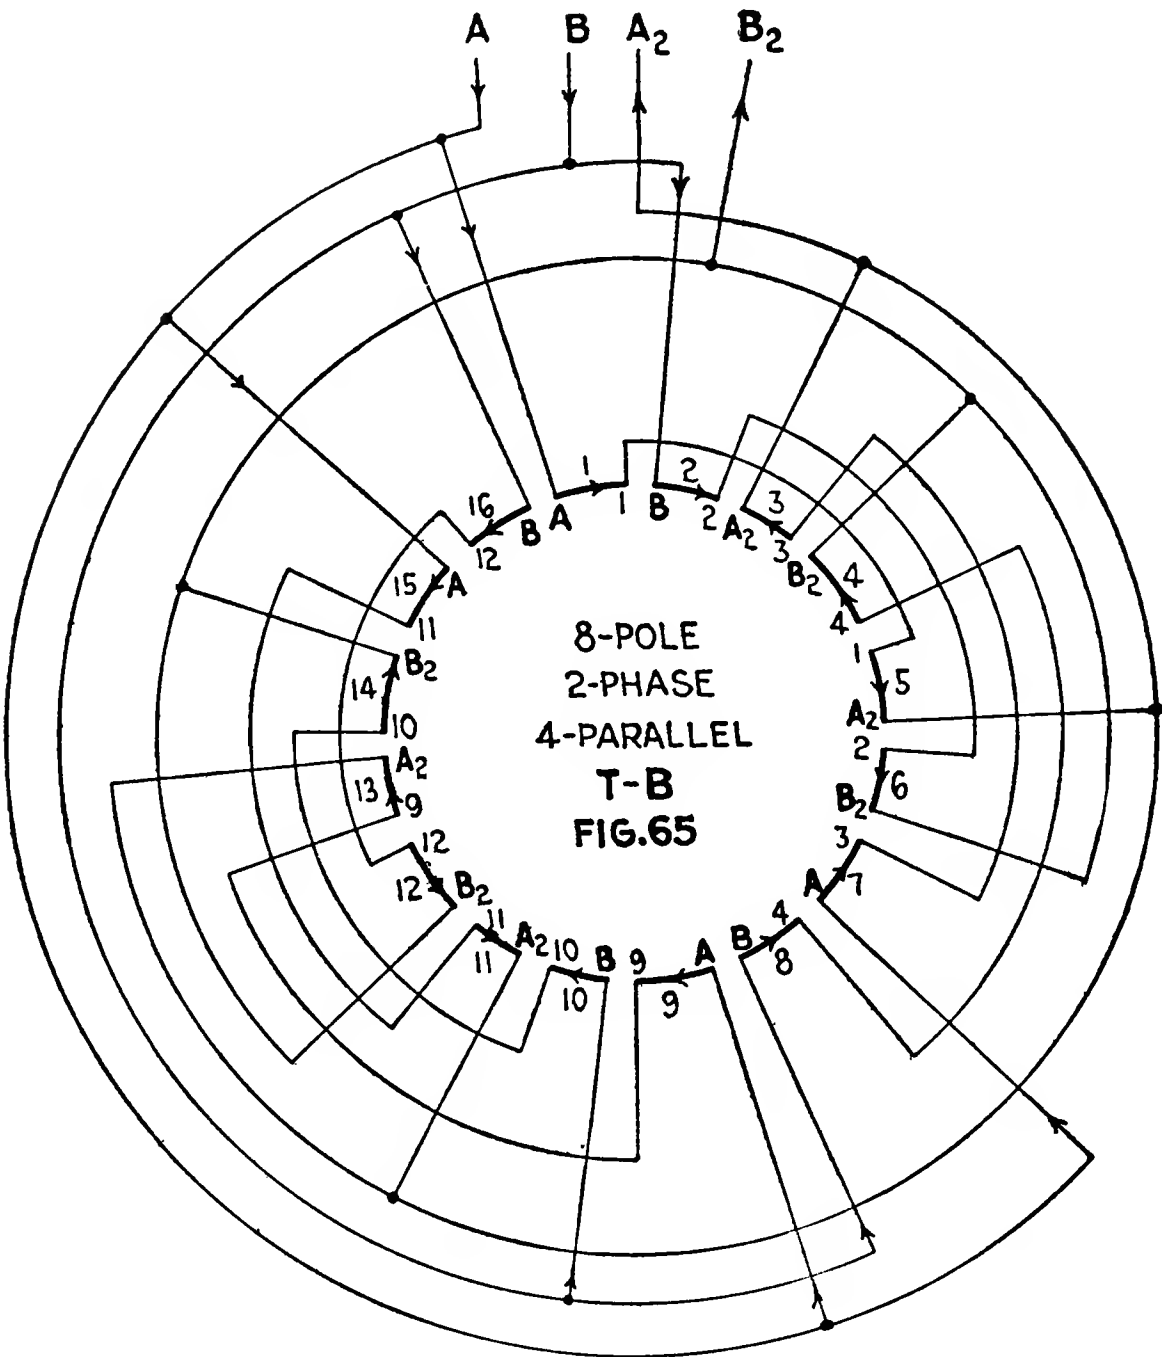 A B A₂ B₂
1 1 A
2 B 2
3 A₂ 3
4 B₂ 4
1 5 A₂
2 6 B₂
3 7 A
4 8 B
A 9 9
B 10 10
A₂ 11 11
B₂ 12 12
9 13 A₂
10 14 B₂
11 15 A
12 16 B
8-POLE
2-PHASE
4-PARALLEL
T-B
FIG.65